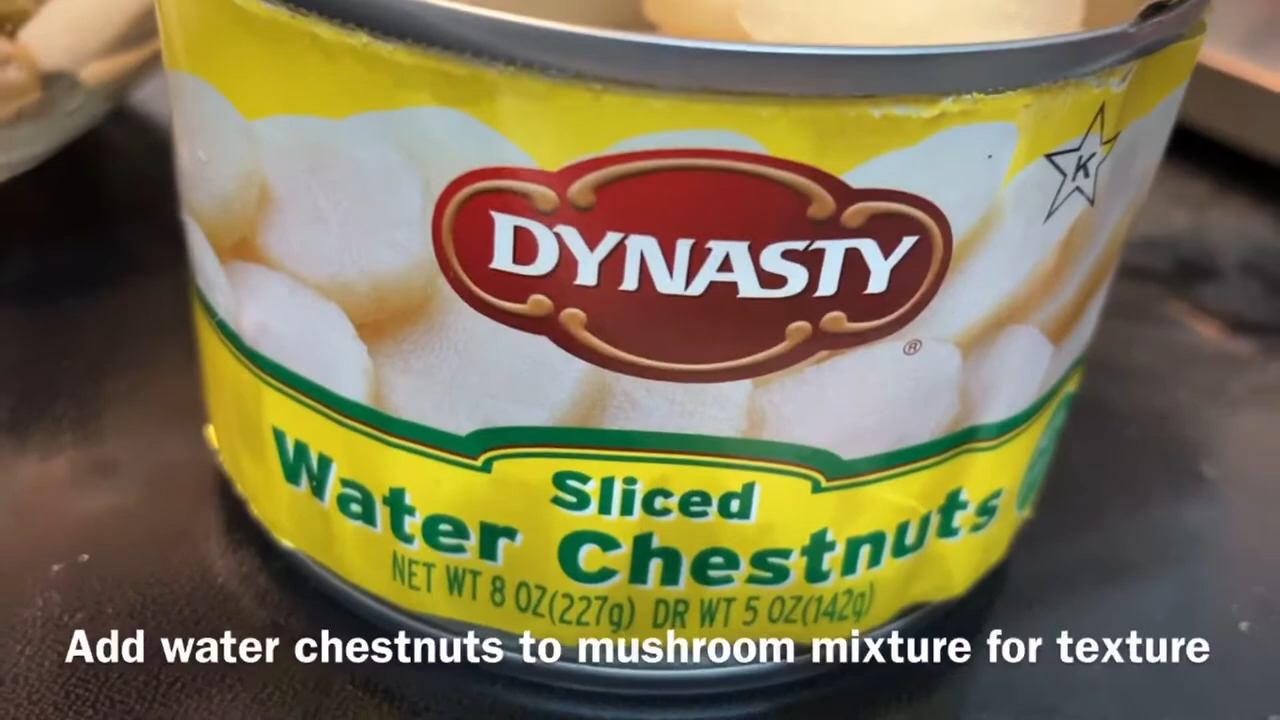 K
DYNASTY
®
Sliced
Water Chestnuts
NET WT 8 OZ(227g) DR WT 5 OZ(142g)
Add water chestnuts to mushroom mixture for texture